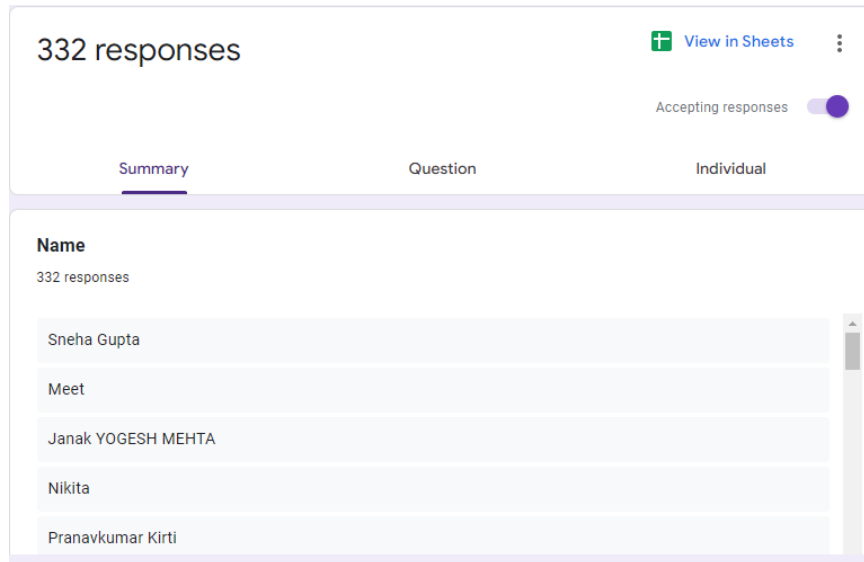 332 responses
View in Sheets
Accepting responses
Summary
Question
Individual
Name
332 responses
Sneha Gupta
Meet
Janak YOGESH MEHTA
Nikita
Pranavkumar Kirti